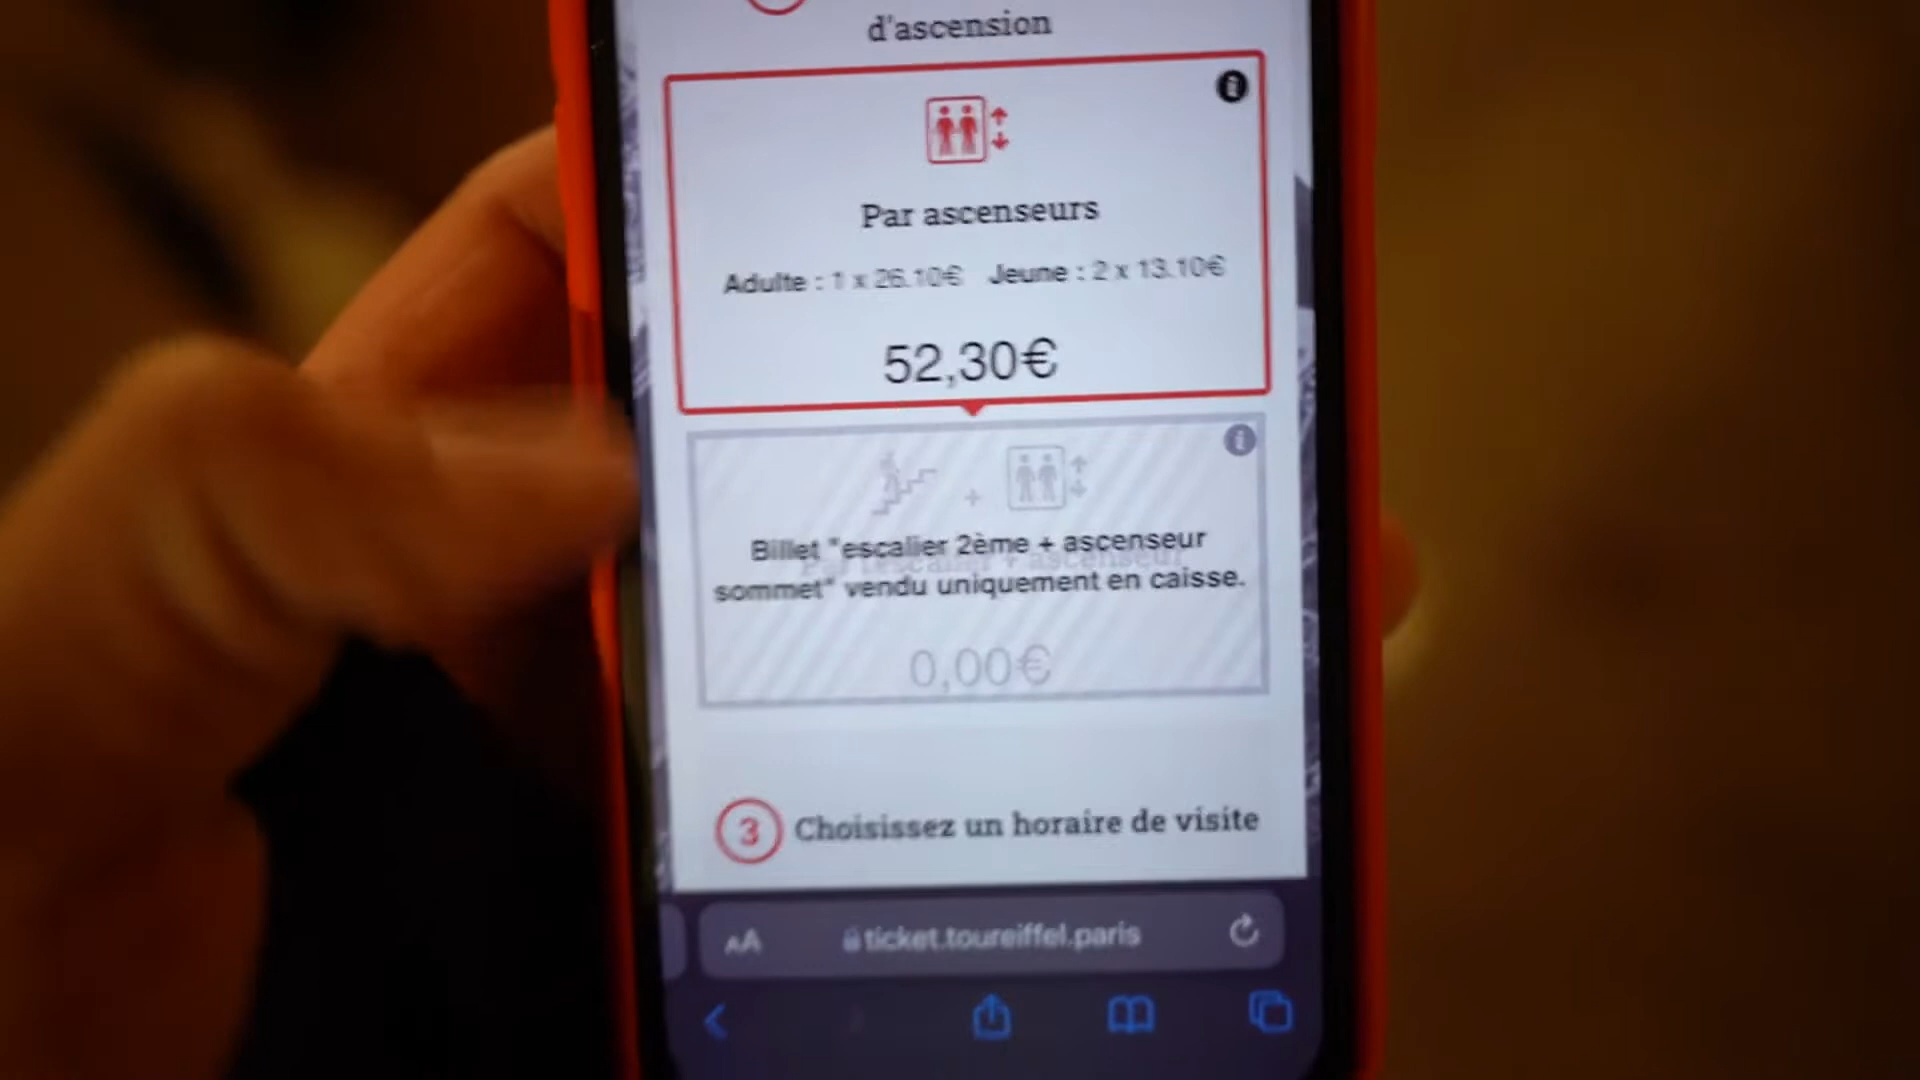 d'ascension
Par ascenseurs
Adulte : 1 x 26.10€ Jeune : 2 x 13.10€
52,30€
Billet "escalier 2ème + ascenseur
sommet" vendu uniquement en caisse.
0,00€
3 Choisissez un horaire de visite
AA ticket.toureiffel.paris